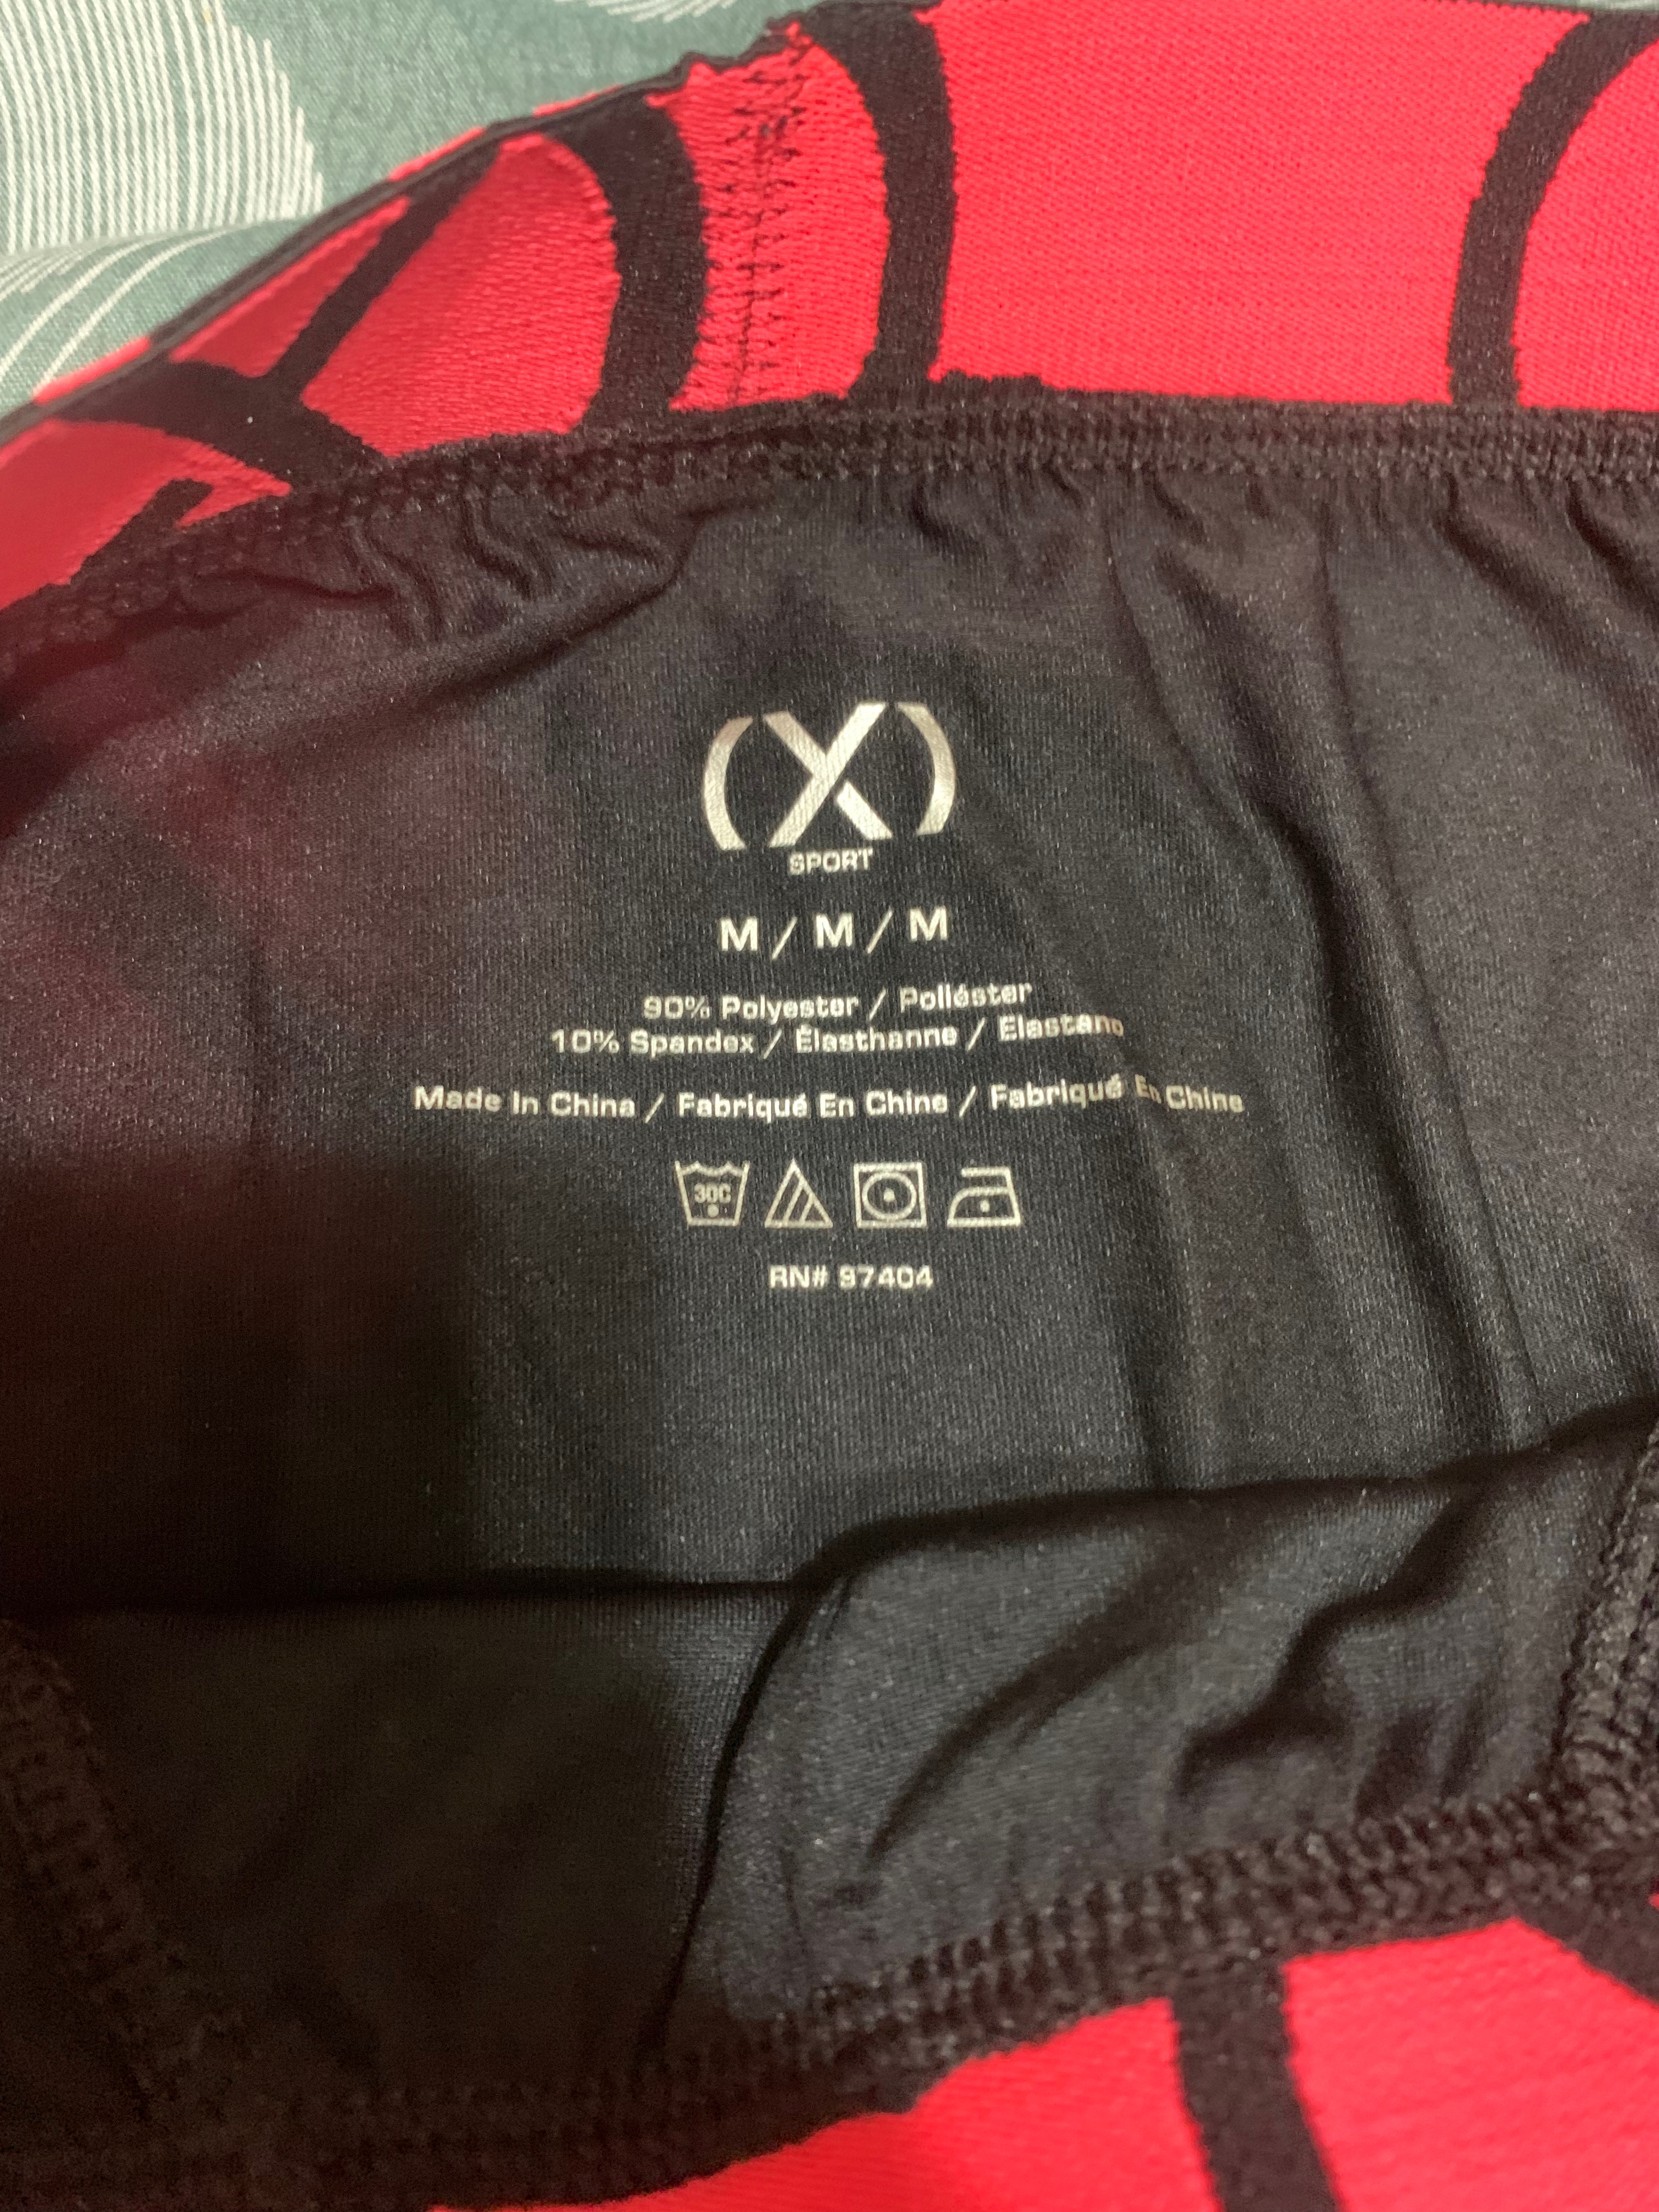 (X)
SPORT
M / M / M
90% Polyester / Poliéster
10% Spandex / Élasthanne / Elastano
Made In China / Fabriqué En Chine / Fabriqué En Chine
30C
RN# 97404